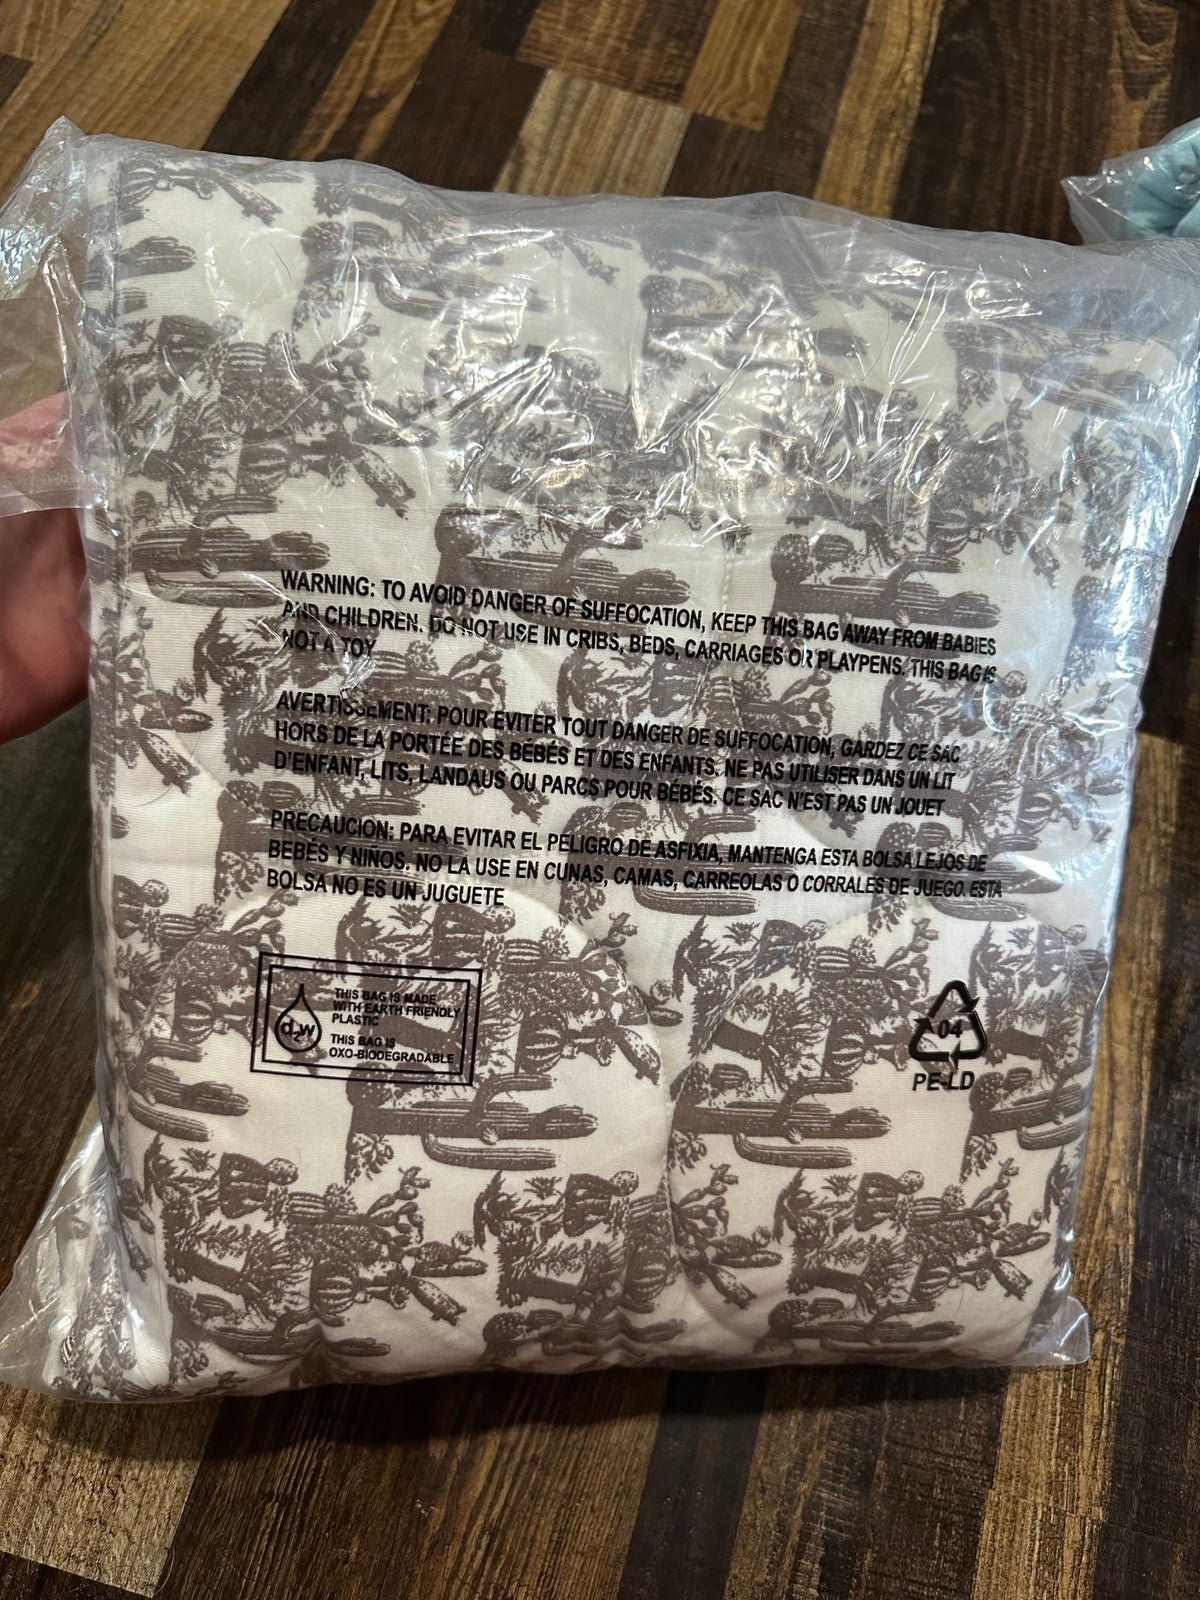 WARNING: TO AVOID DANGER OF SUFFOCATION, KEEP THIS BAG AWAY FROM BABIES
AND CHILDREN. DO NOT USE IN CRIBS, BEDS, CARRIAGES OR PLAYPENS. THIS BAG IS
NOT A TOY
AVERTISSEMENT: POUR EVITER TOUT DANGER DE SUFFOCATION, GARDEZ CE SAC
HORS DE LA PORTÉE DES BÉBÉS ET DES ENFANTS. NE PAS UTILISER DANS UN LIT
D'ENFANT, LITS, LANDAUS OU PARCS POUR BÉBÉS. CE SAC N'EST PAS UN JOUET
PRECAUCION: PARA EVITAR EL PELIGRO DE ASFIXIA, MANTENGA ESTA BOLSA LEJOS DE
BEBÉS Y NIÑOS. NO LA USE EN CUNAS, CAMAS, CARREOLAS O CORRALES DE JUEGO. ESTA
BOLSA NO ES UN JUGUETE
d2w
THIS BAG IS MADE
WITH EARTH FRIENDLY
PLASTIC
THIS BAG IS
OXO-BIODEGRADABLE
04
PE-LD